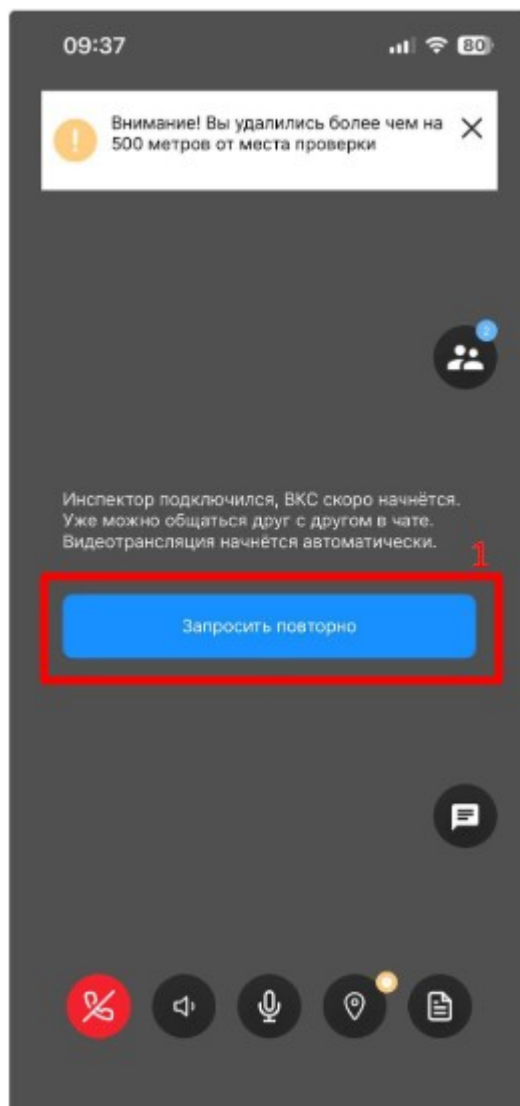 09:37
80
Внимание! Вы удалились более чем на
500 метров от места проверки
2
Инспектор подключился, ВКС скоро начнётся.
Уже можно общаться друг с другом в чате.
Видеотрансляция начнётся автоматически.
1
Запросить повторно